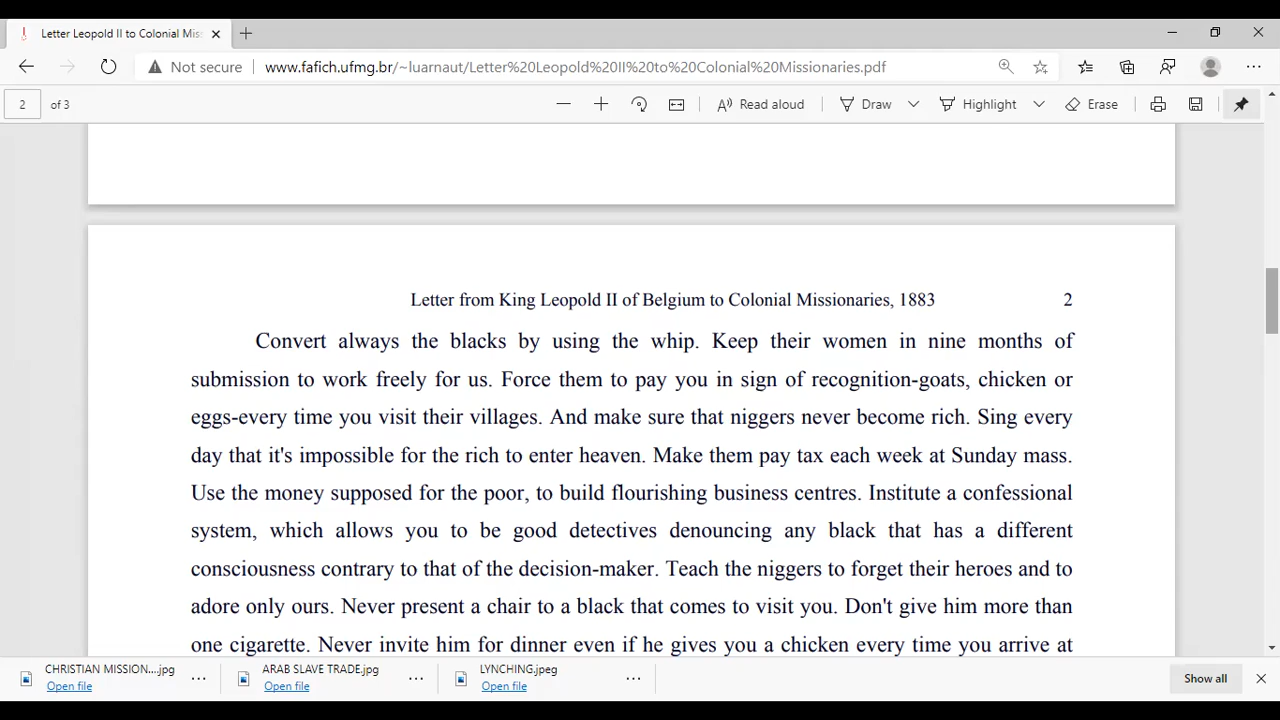 Letter Leopold II to Colonial Mis
Not secure www.fafich.ufmg.br/~luarnaut/Letter%20Leopold%20II%20to%20Colonial%20Missionaries.pdf
2 of 3 Read aloud Draw Highlight Erase
Letter from King Leopold II of Belgium to Colonial Missionaries, 1883 2
Convert always the blacks by using the whip. Keep their women in nine months of
submission to work freely for us. Force them to pay you in sign of recognition-goats, chicken or
eggs-every time you visit their villages. And make sure that niggers never become rich. Sing every
day that it's impossible for the rich to enter heaven. Make them pay tax each week at Sunday mass.
Use the money supposed for the poor, to build flourishing business centres. Institute a confessional
system, which allows you to be good detectives denouncing any black that has a different
consciousness contrary to that of the decision-maker. Teach the niggers to forget their heroes and to
adore only ours. Never present a chair to a black that comes to visit you. Don't give him more than
one cigarette. Never invite him for dinner even if he gives you a chicken every time you arrive at
CHRISTIAN MISSION....jpg ARAB SLAVE TRADE.jpg LYNCHING.jpeg
Open file Open file Open file Show all